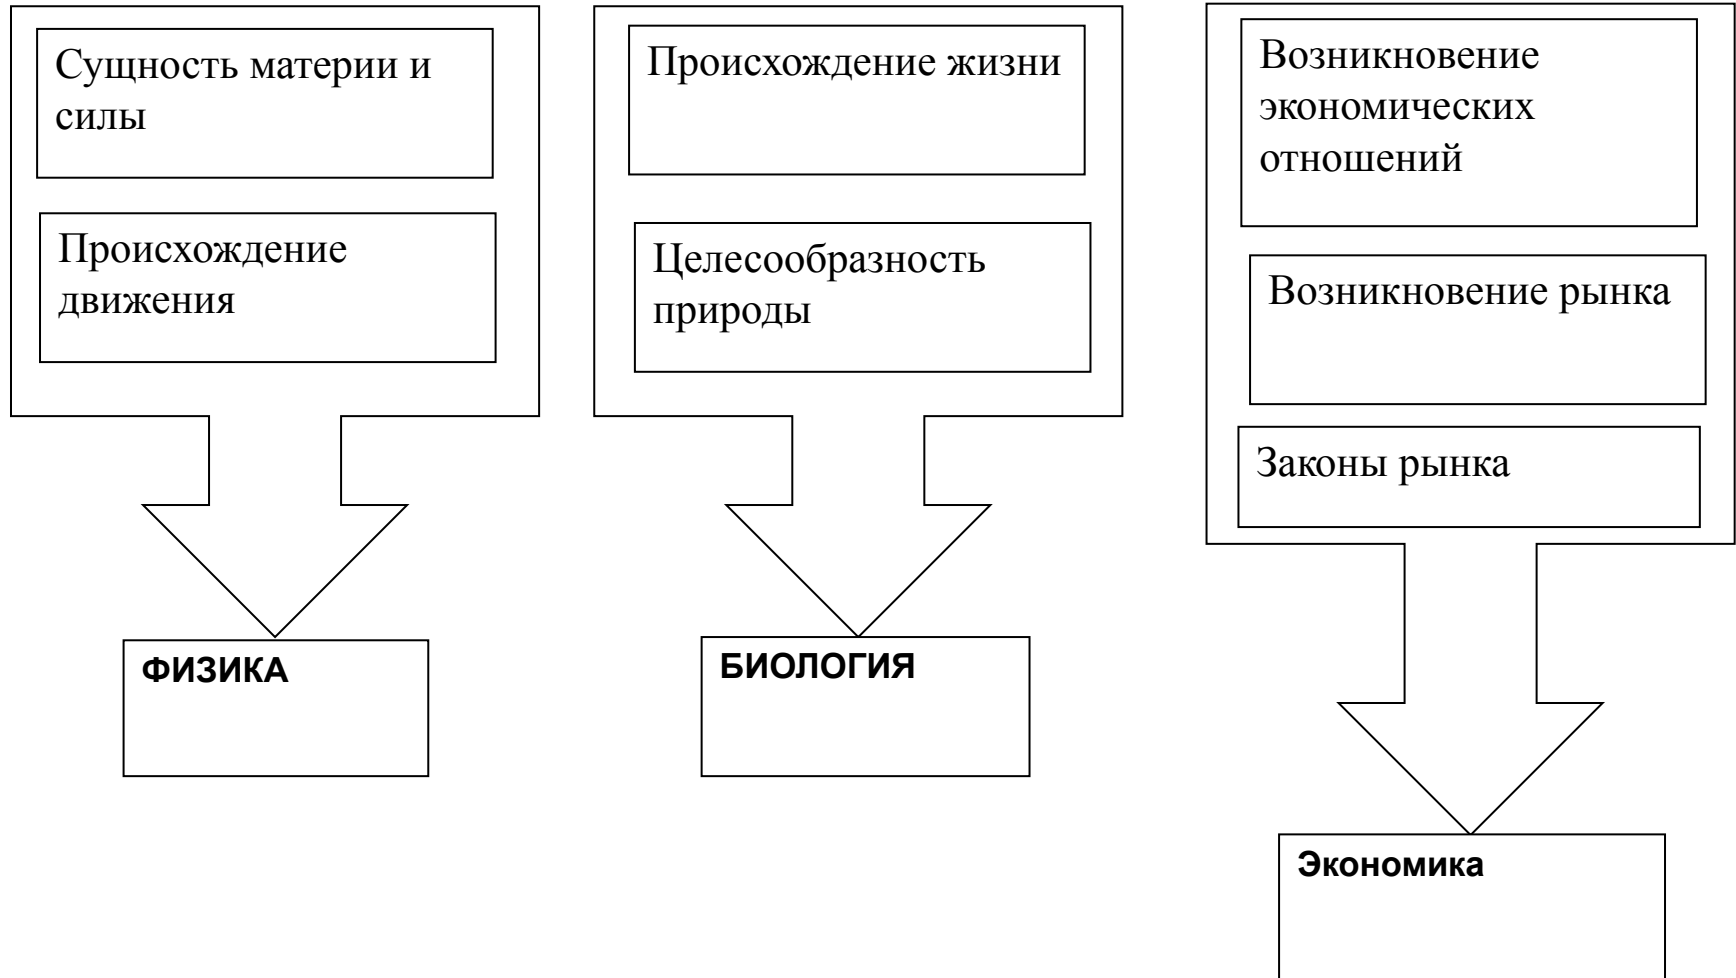 Сущность материи и
силы
Происхождение
движения
ФИЗИКА
Происхождение жизни
Целесообразность
природы
БИОЛОГИЯ
Возникновение
экономических
отношений
Возникновение рынка
Законы рынка
Экономика